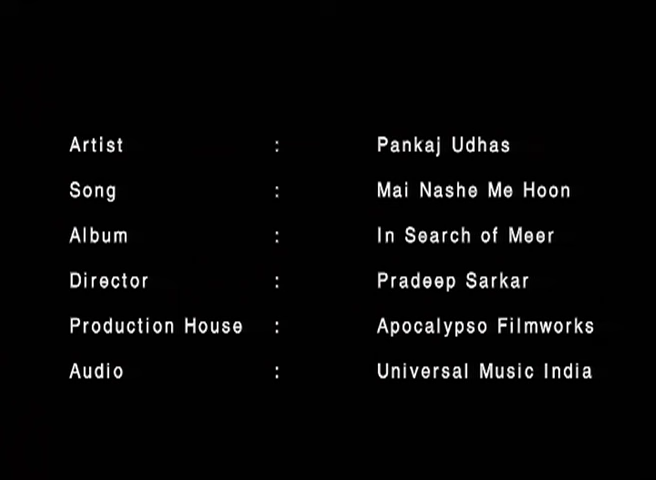 Artist : Pankaj Udhas
Song : Mai Nashe Me Hoon
Album : In Search of Meer
Director : Pradeep Sarkar
Production House : Apocalypso Filmworks
Audio : Universal Music India